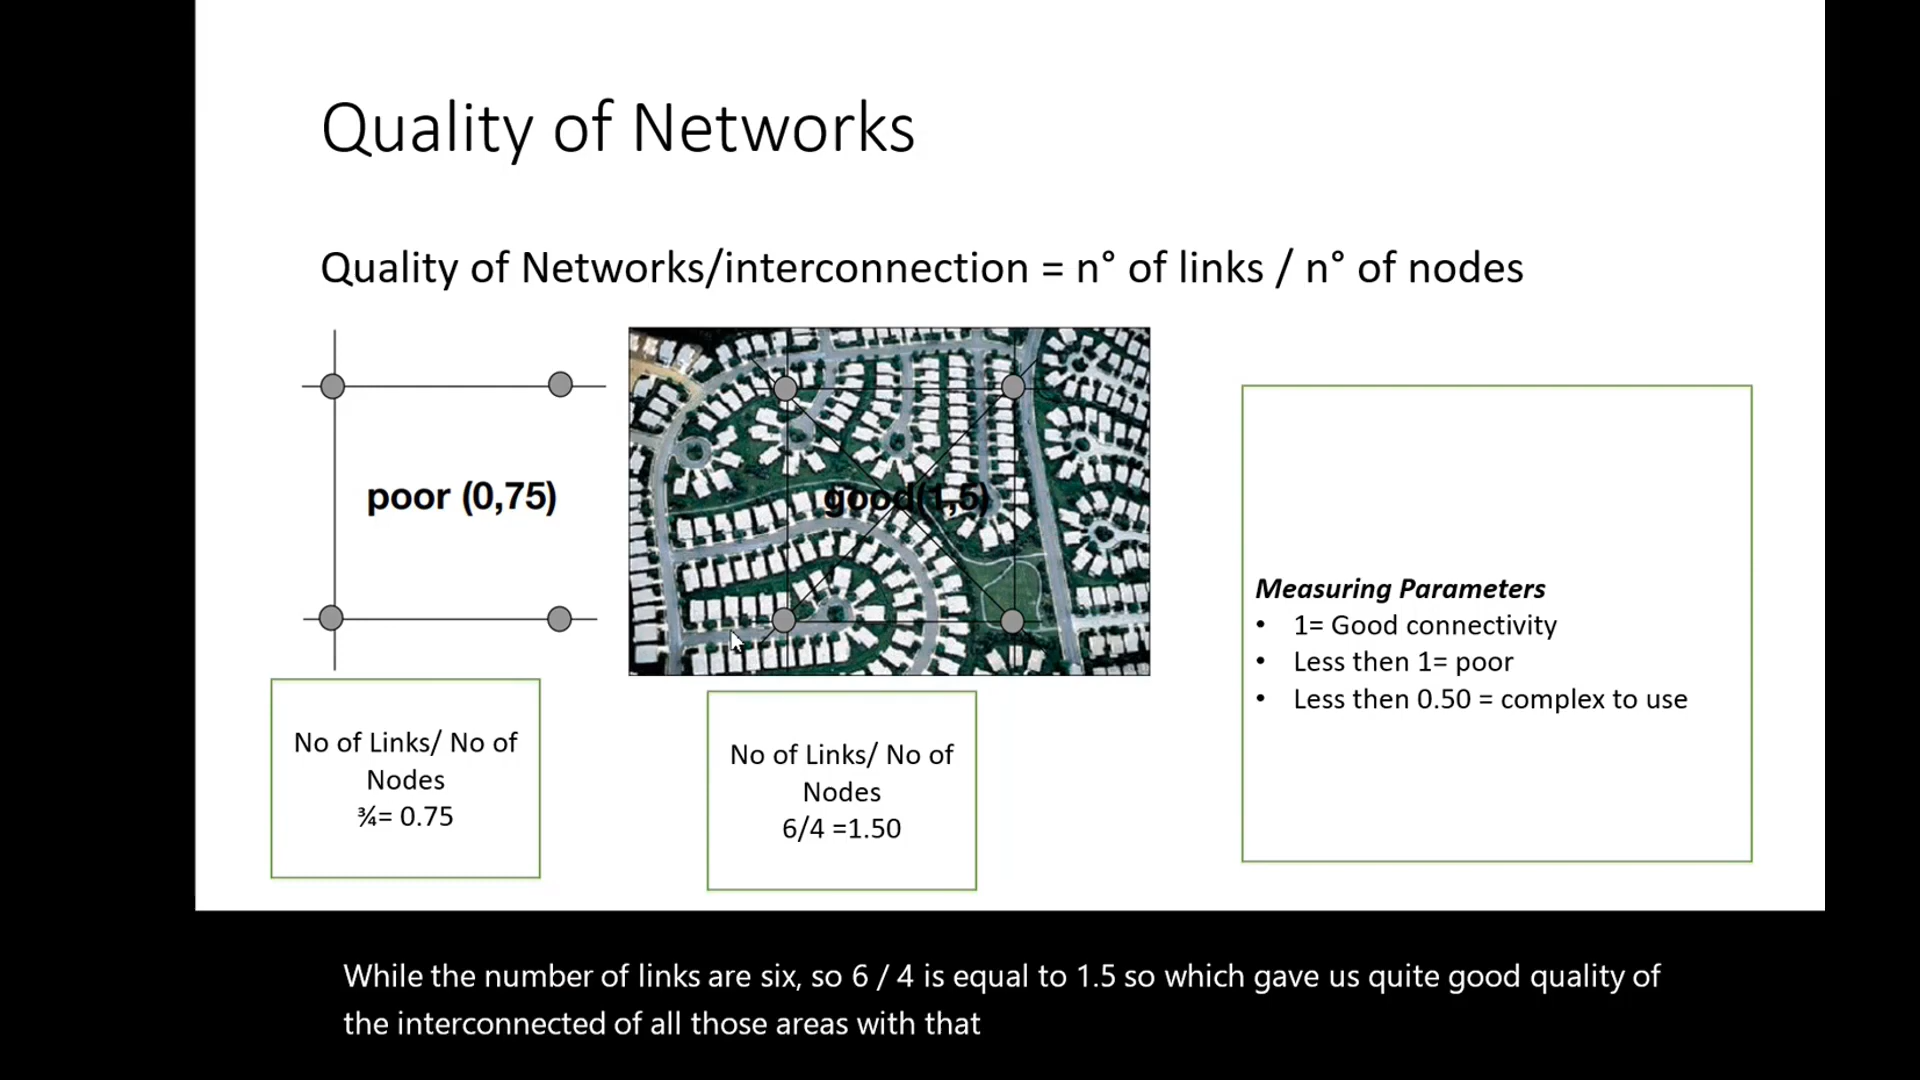 Quality of Networks
Quality of Networks/interconnection = n° of links / n° of nodes
poor (0,75)
good(1,5)
No of Links/ No of
Nodes
¾= 0.75
No of Links/ No of
Nodes
6/4 =1.50
Measuring Parameters
• 1= Good connectivity
• Less then 1= poor
• Less then 0.50 = complex to use
While the number of links are six, so 6 / 4 is equal to 1.5 so which gave us quite good quality of
the interconnected of all those areas with that